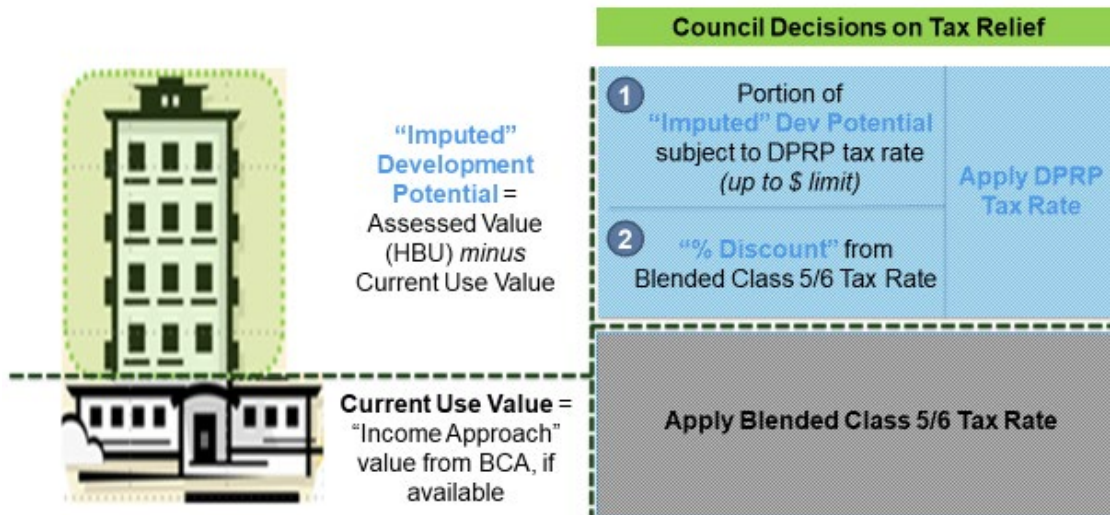 Council Decisions on Tax Relief
“Imputed”
Development
Potential =
Assessed Value
(HBU) minus
Current Use Value
1
Portion of
“Imputed” Dev Potential
subject to DPRP tax rate
(up to $ limit)
2
“% Discount” from
Blended Class 5/6 Tax Rate
Apply DPRP
Tax Rate
Current Use Value =
“Income Approach”
value from BCA, if
available
Apply Blended Class 5/6 Tax Rate